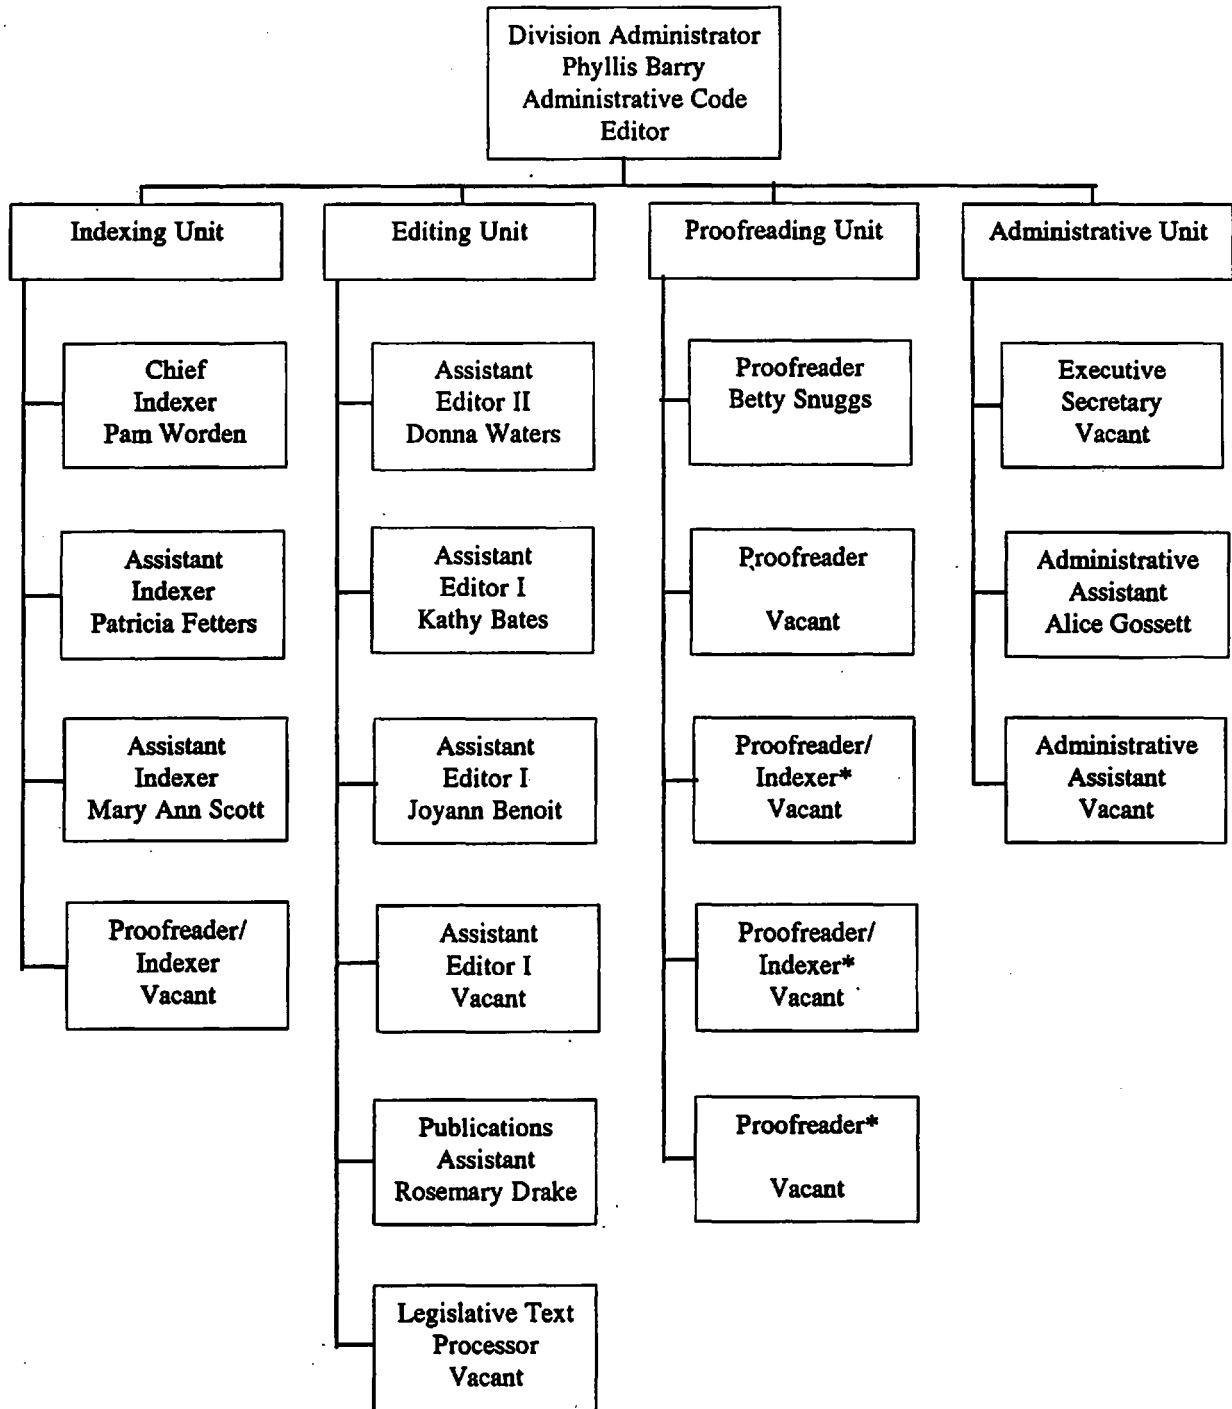 Division Administrator
Phyllis Barry
Administrative Code
Editor
Indexing Unit
Chief
Indexer
Pam Worden
Assistant
Indexer
Patricia Fetters
Assistant
Indexer
Mary Ann Scott
Proofreader/
Indexer
Vacant
Editing Unit
Assistant
Editor II
Donna Waters
Assistant
Editor I
Kathy Bates
Assistant
Editor I
Joyann Benoit
Assistant
Editor I
Vacant
Publications
Assistant
Rosemary Drake
Legislative Text
Processor
Vacant
Proofreading Unit
Proofreader
Betty Snuggs
Proofreader
Vacant
Proofreader/
Indexer*
Vacant
Proofreader/
Indexer*
Vacant
Proofreader*
Vacant
Administrative Unit
Executive
Secretary
Vacant
Administrative
Assistant
Alice Gossett
Administrative
Assistant
Vacant